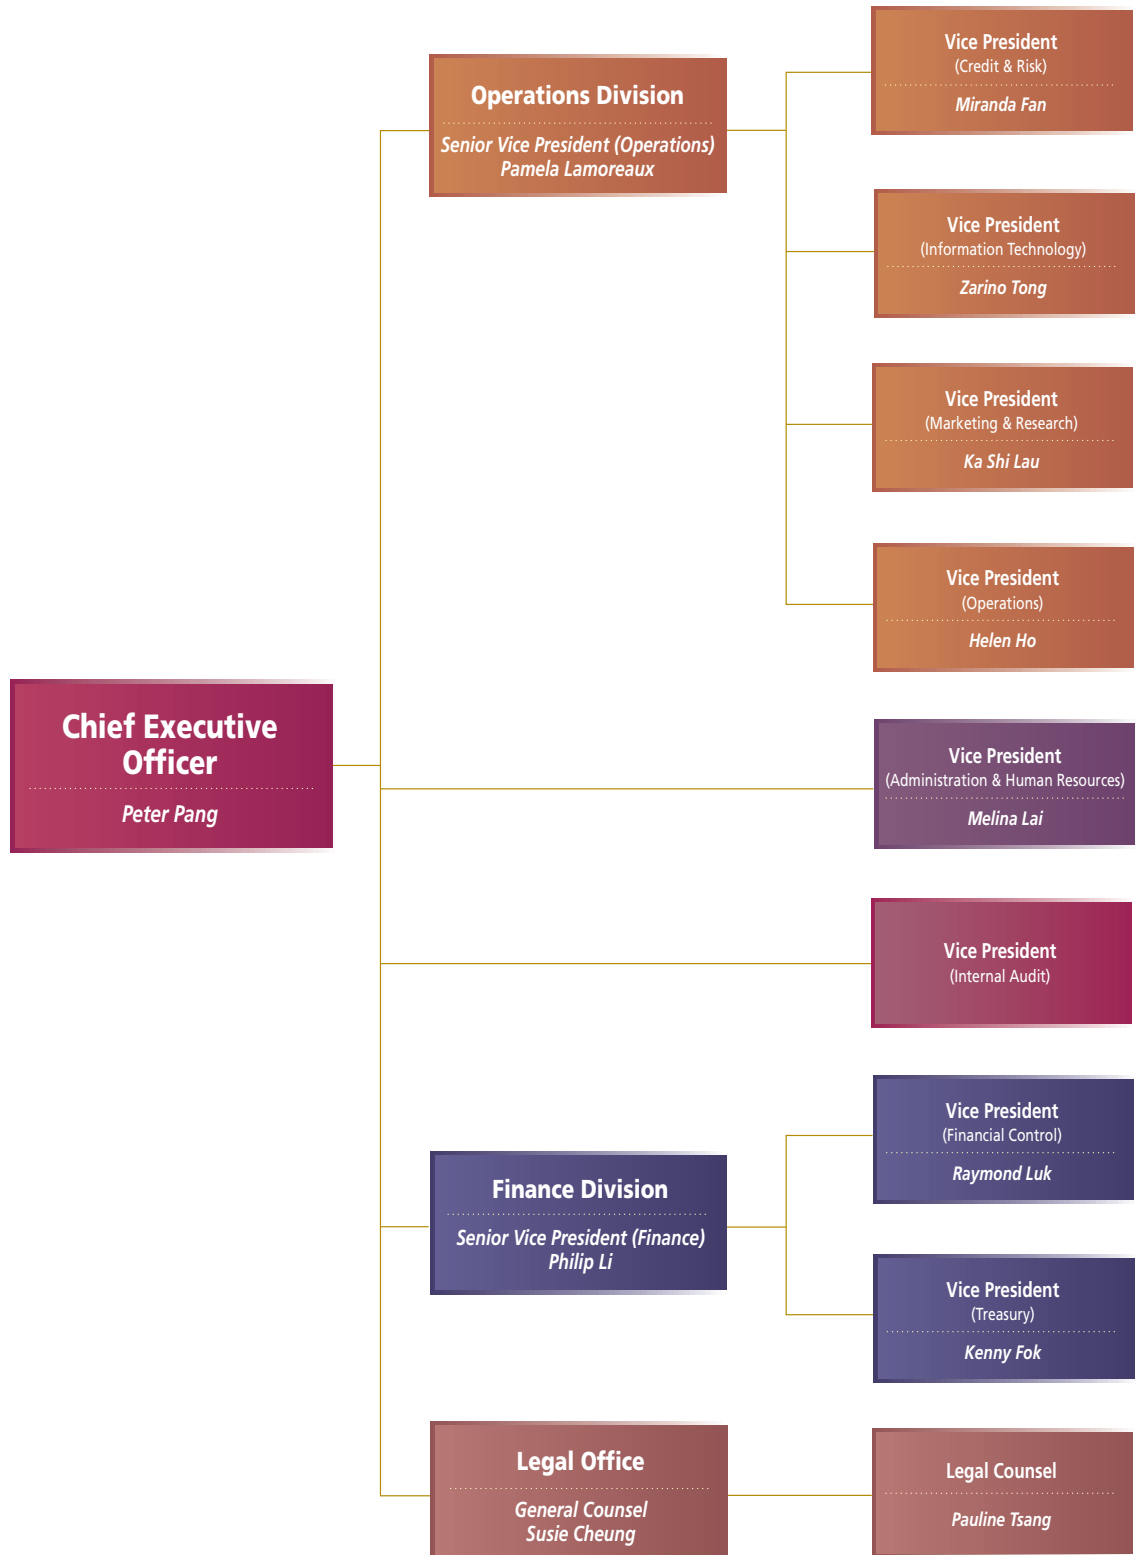 Chief Executive
Officer
Peter Pang
Operations Division
Senior Vice President (Operations)
Pamela Lamoreaux
Vice President
(Credit & Risk)
Miranda Fan
Vice President
(Information Technology)
Zarino Tong
Vice President
(Marketing & Research)
Ka Shi Lau
Vice President
(Operations)
Helen Ho
Vice President
(Administration & Human Resources)
Melina Lai
Vice President
(Internal Audit)
Finance Division
Senior Vice President (Finance)
Philip Li
Vice President
(Financial Control)
Raymond Luk
Vice President
(Treasury)
Kenny Fok
Legal Office
General Counsel
Susie Cheung
Legal Counsel
Pauline Tsang